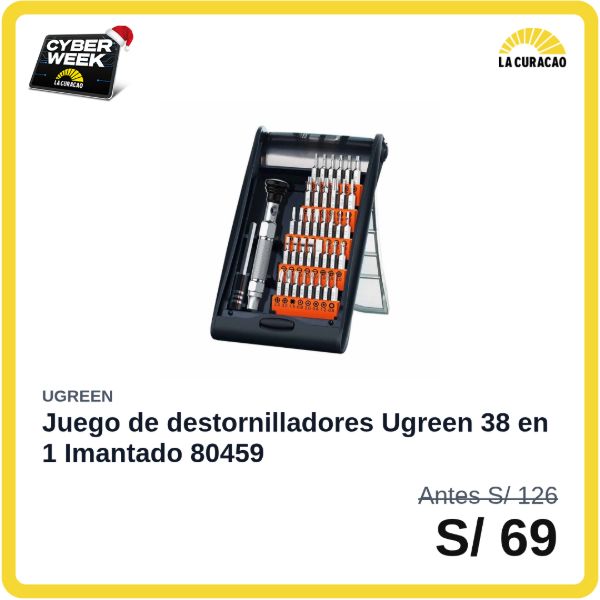 CYBER
WEEK
LA CURACAO
LA CURACAO
UGREEN
Juego de destornilladores Ugreen 38 en
1 Imantado 80459
Antes S/ 126
S/ 69